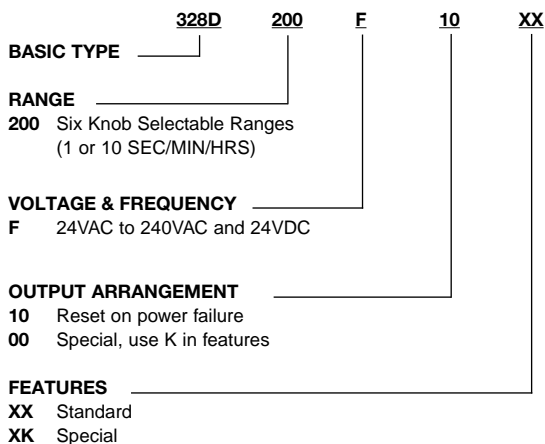 328D 200 F 10 XX
BASIC TYPE
RANGE
200 Six Knob Selectable Ranges
(1 or 10 SEC/MIN/HRS)
VOLTAGE & FREQUENCY
F 24VAC to 240VAC and 24VDC
OUTPUT ARRANGEMENT
10 Reset on power failure
00 Special, use K in features
FEATURES
XX Standard
XK Special